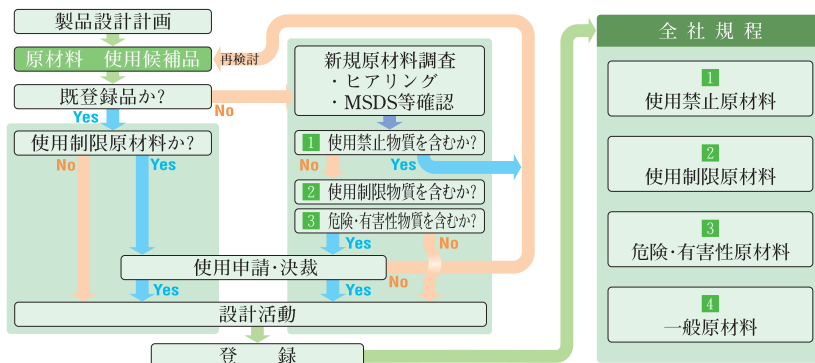 製品設計計画
原材料 使用候補品
再検討
既登録品か?
No
Yes
使用制限原材料か?
No
Yes
新規原材料調査
・ヒアリング
・MSDS等確認
1 使用禁止物質を含むか?
No
Yes
2 使用制限物質を含むか?
3 危険・有害性物質を含むか?
Yes
No
使用申請・決裁
No
Yes
Yes
設計活動
登 録
全社規程
1
使用禁止原材料
2
使用制限原材料
3
危険・有害性原材料
4
一般原材料